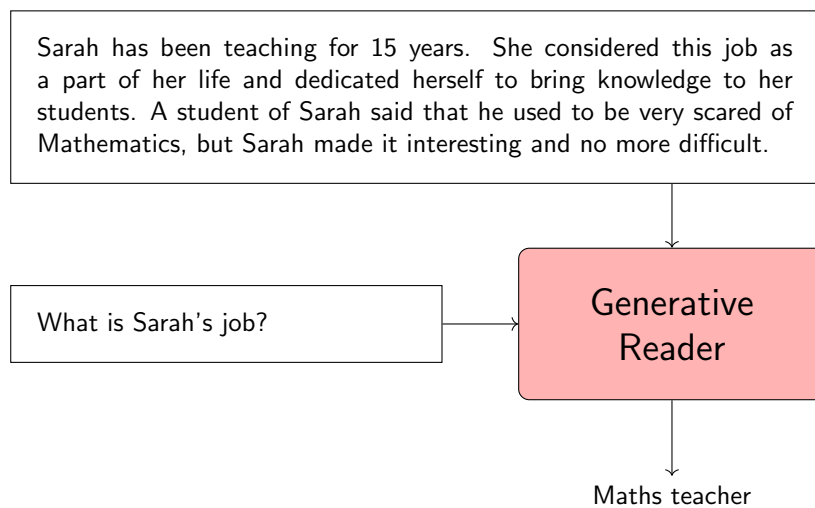 Sarah has been teaching for 15 years. She considered this job as
a part of her life and dedicated herself to bring knowledge to her
students. A student of Sarah said that he used to be very scared of
Mathematics, but Sarah made it interesting and no more difficult.
What is Sarah's job?
Generative
Reader
Maths teacher